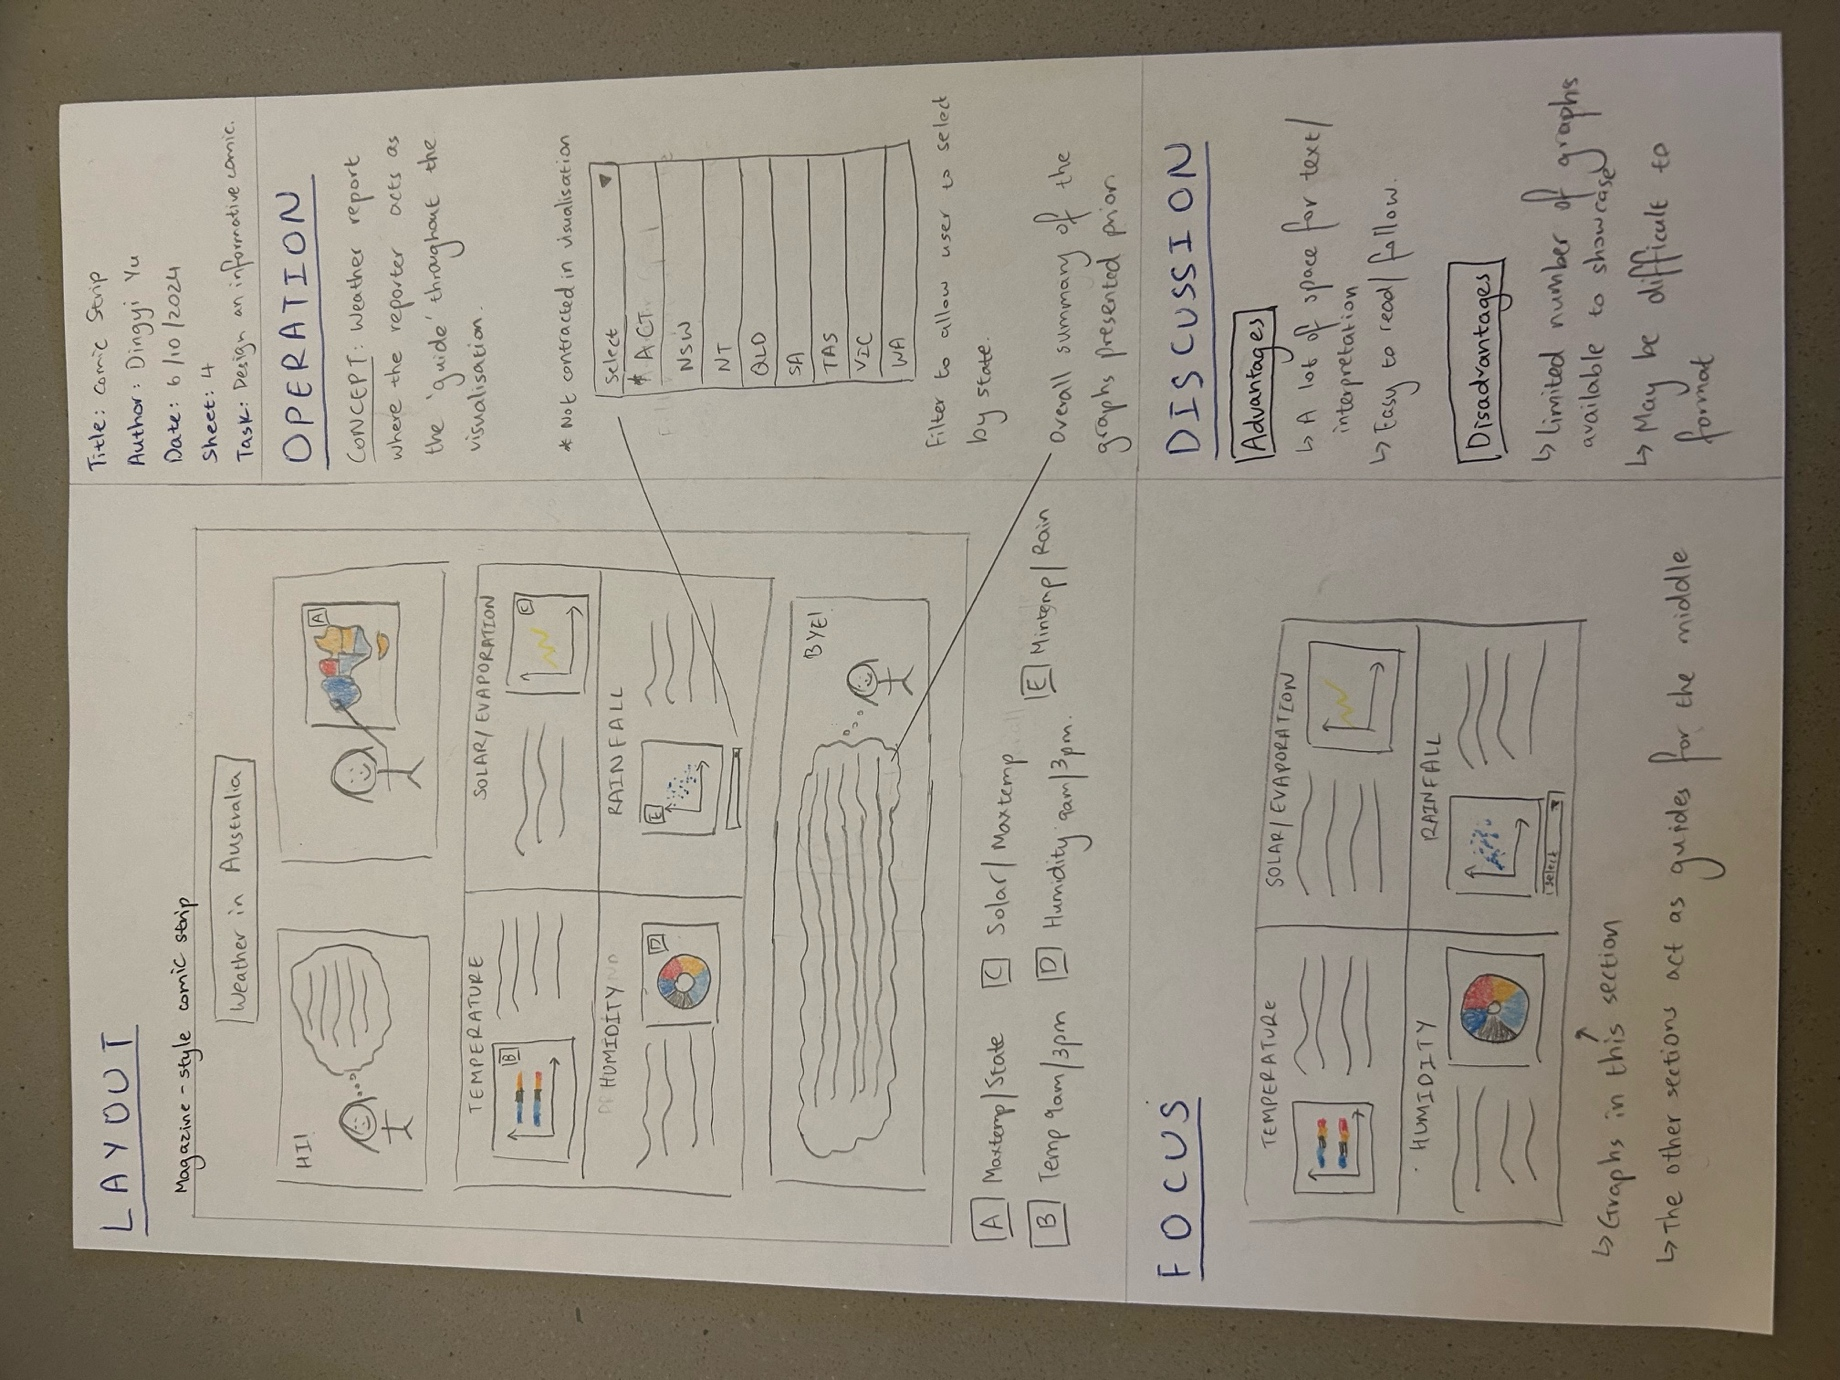 LAYOUT
Magazine-style comic strip
Weather in Australia
HI!
A
TEMPERATURE
B
SOLAR/EVAPORATION
C
HUMIDITY
D
RAINFALL
E
BYE!
A Maxtemp/State
C Solar/Maxtemp
B Temp 9am/3pm
D Humidity 9am/3pm.
E Mintemp/Rain
Title: Comic Strip
Author: Dingyi Yu
Date: 6/10/2024
Sheet: 4
Task: Design an informative comic.
OPERATION
CONCEPT: Weather report
where the reporter acts as
the 'guide' throughout the
visualisation.
* Not contracted in visualisation
Select
* ACT
NSW
NT
QLD
SA
TAS
VIC
WA
Filter to allow user to select
by state.
Overall summary of the
graphs presented prior
FOCUS
TEMPERATURE
SOLAR/EVAPORATION
HUMIDITY
RAINFALL
Select
↳ Graphs in this section
↳ The other sections act as guides for the middle
DISCUSSION
Advantages
↳ A lot of space for text/
interpretation
↳ Easy to read/follow.
Disadvantages
↳ Limited number of graphs
available to showcase
↳ May be difficult to
format